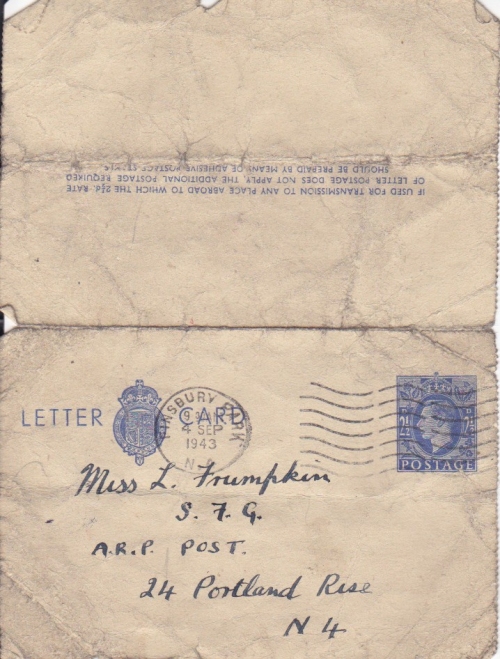 IF USED FOR TRANSMISSION TO ANY PLACE ABROAD TO WHICH THE 2½d. RATE
OF LETTER POSTAGE DOES NOT APPLY, THE ADDITIONAL POSTAGE REQUIRED
SHOULD BE PREPAID BY MEANS OF ADHESIVE POSTAGE STAMPS
LETTER CARD
FINSBURY PARK
4 SEP
1943
POSTAGE
Miss L. Frumpkin
S. F. G.
A.R.P. POST.
24 Portland Rise
N 4